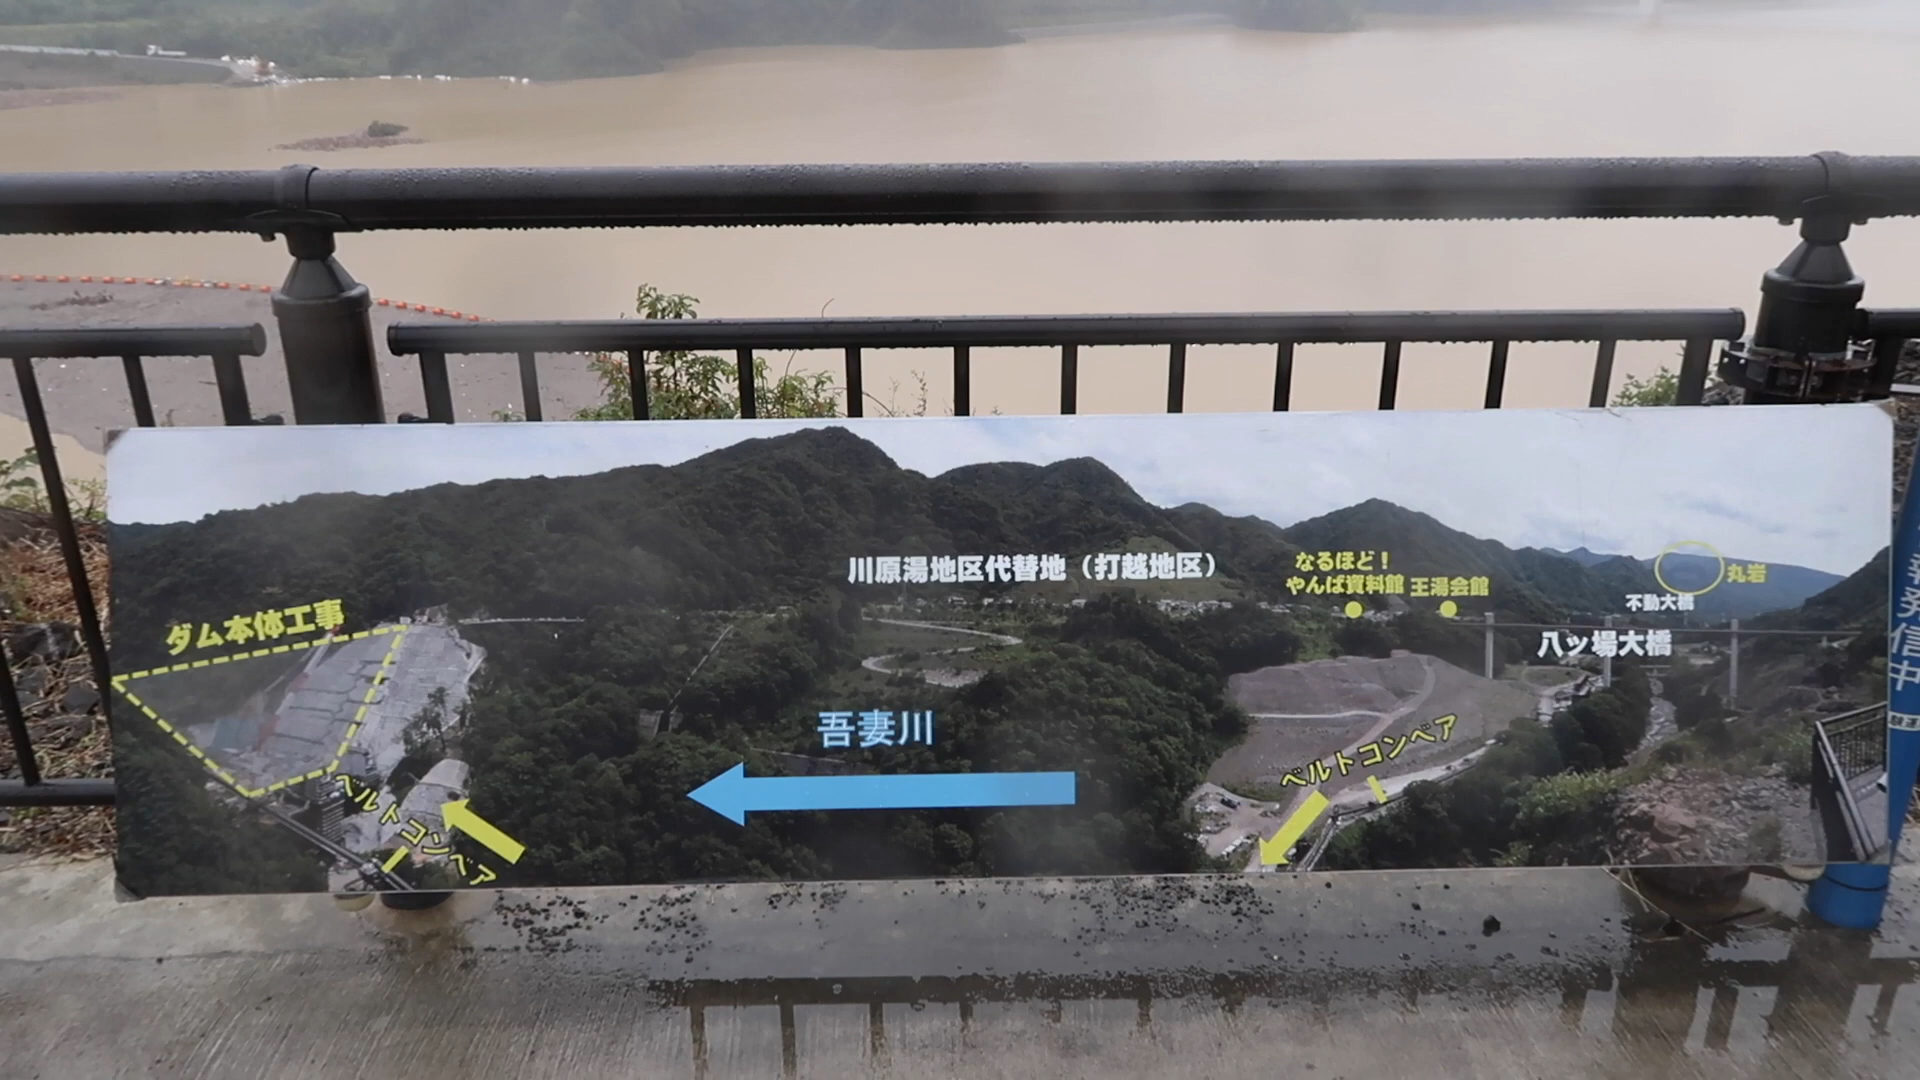 川原湯地区代替地（打越地区）
なるほど！
やんば資料館
王湯会館
丸岩
不動大橋
八ッ場大橋
ダム本体工事
吾妻川
ベルトコンベア
ベルトコンベア
発信中